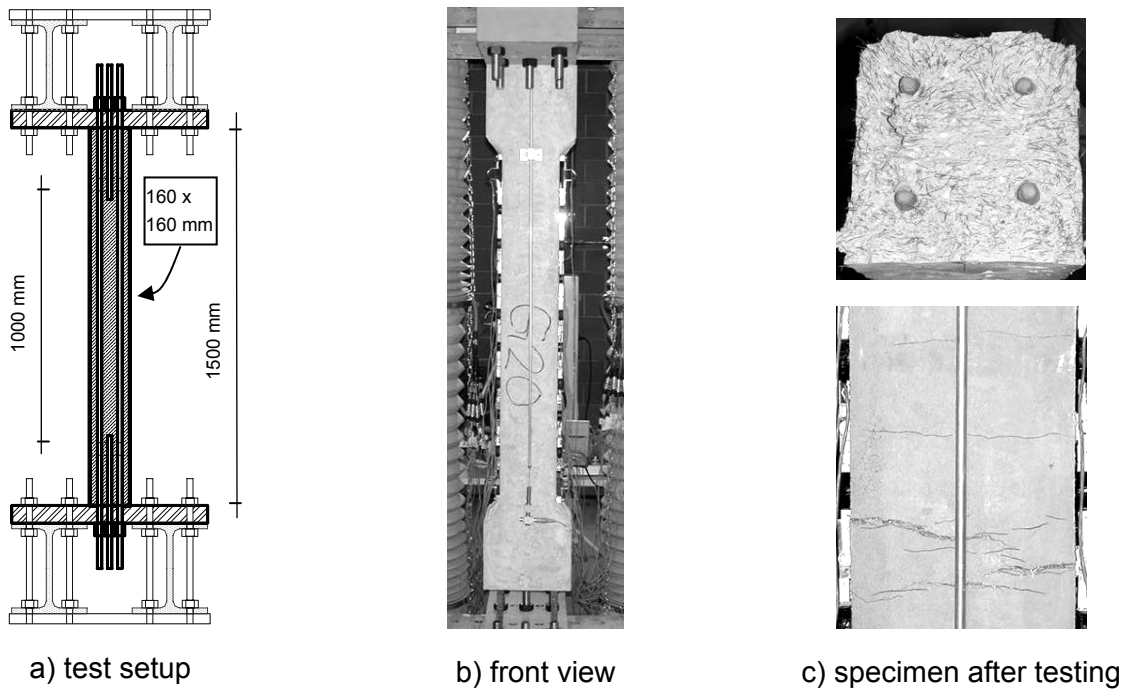 160 x
160 mm
1000 mm
1500 mm
G20
a) test setup
b) front view
c) specimen after testing